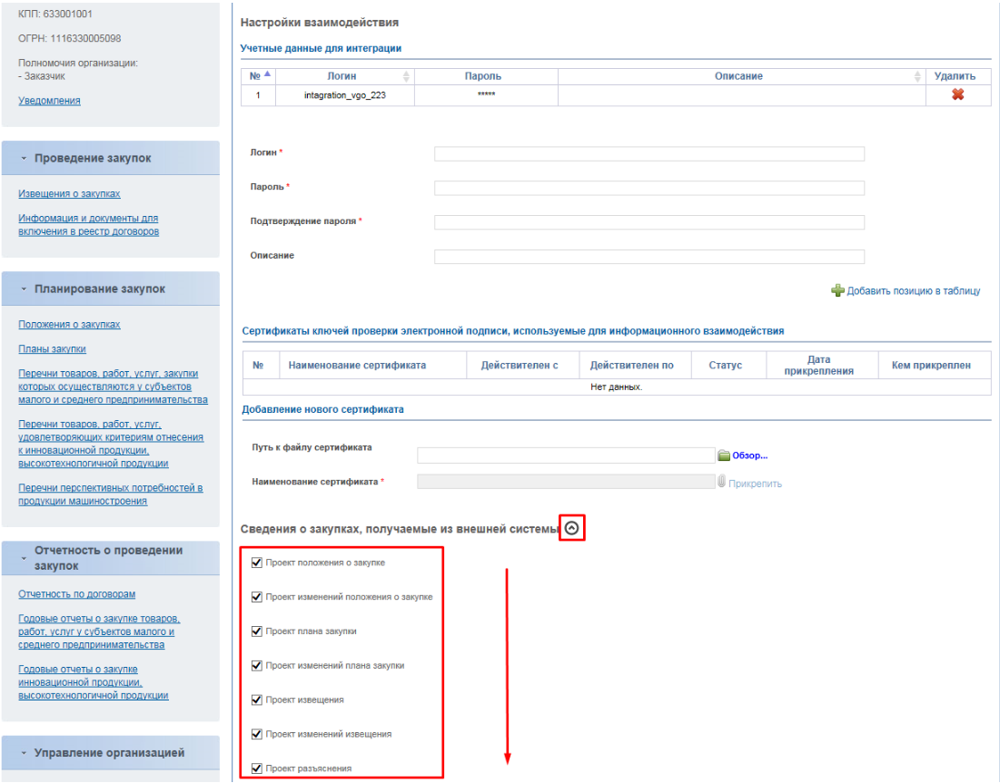 КПП: 633001001
ОГРН: 1116330005098
Полномочия организации:
- Заказчик
Уведомления
Проведение закупок
Извещения о закупках
Информация и документы для
включения в реестр договоров
Планирование закупок
Положения о закупках
Планы закупки
Перечни товаров, работ, услуг, закупки
которых осуществляются у субъектов
малого и среднего предпринимательства
Перечни товаров, работ, услуг,
удовлетворяющих критериям отнесения
к инновационной продукции,
высокотехнологичной продукции
Перечни перспективных потребностей в
продукции машиностроения
Отчетность о проведении
закупок
Отчетность по договорам
Годовые отчеты о закупке товаров,
работ, услуг у субъектов малого и
среднего предпринимательства
Годовые отчеты о закупке
инновационной продукции,
высокотехнологичной продукции
Управление организацией
Настройки взаимодействия
Учетные данные для интеграции
№ Логин Пароль Описание Удалить
1 intagration_vgo_223 *****
Логин *
Пароль *
Подтверждение пароля *
Описание
Добавить позицию в таблицу
Сертификаты ключей проверки электронной подписи, используемые для информационного взаимодействия
№ Наименование сертификата Действителен с Действителен по Статус Дата
прикрепления Кем прикреплен
Нет данных.
Добавление нового сертификата
Путь к файлу сертификата
Обзор...
Наименование сертификата *
Прикрепить
Сведения о закупках, получаемые из внешней системы
Проект положения о закупке
Проект изменений положения о закупке
Проект плана закупки
Проект изменений плана закупки
Проект извещения
Проект изменений извещения
Проект разъяснения